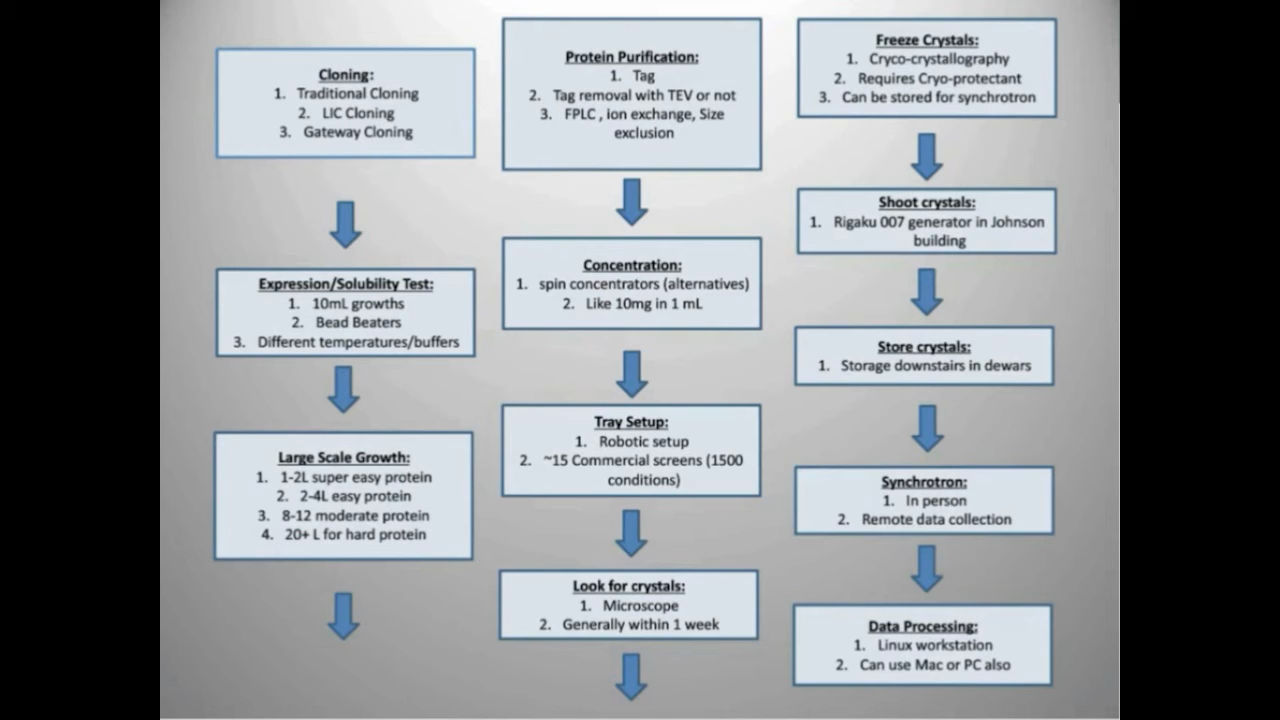 Cloning:
1. Traditional Cloning
2. LIC Cloning
3. Gateway Cloning
Expression/Solubility Test:
1. 10mL growths
2. Bead Beaters
3. Different temperatures/buffers
Large Scale Growth:
1. 1-2L super easy protein
2. 2-4L easy protein
3. 8-12 moderate protein
4. 20+ L for hard protein
Protein Purification:
1. Tag
2. Tag removal with TEV or not
3. FPLC , ion exchange, Size
exclusion
Concentration:
1. spin concentrators (alternatives)
2. Like 10mg in 1 mL
Tray Setup:
1. Robotic setup
2. ~15 Commercial screens (1500
conditions)
Look for crystals:
1. Microscope
2. Generally within 1 week
Freeze Crystals:
1. Cryco-crystallography
2. Requires Cryo-protectant
3. Can be stored for synchrotron
Shoot crystals:
1. Rigaku 007 generator in Johnson
building
Store crystals:
1. Storage downstairs in dewars
Synchrotron:
1. In person
2. Remote data collection
Data Processing:
1. Linux workstation
2. Can use Mac or PC also